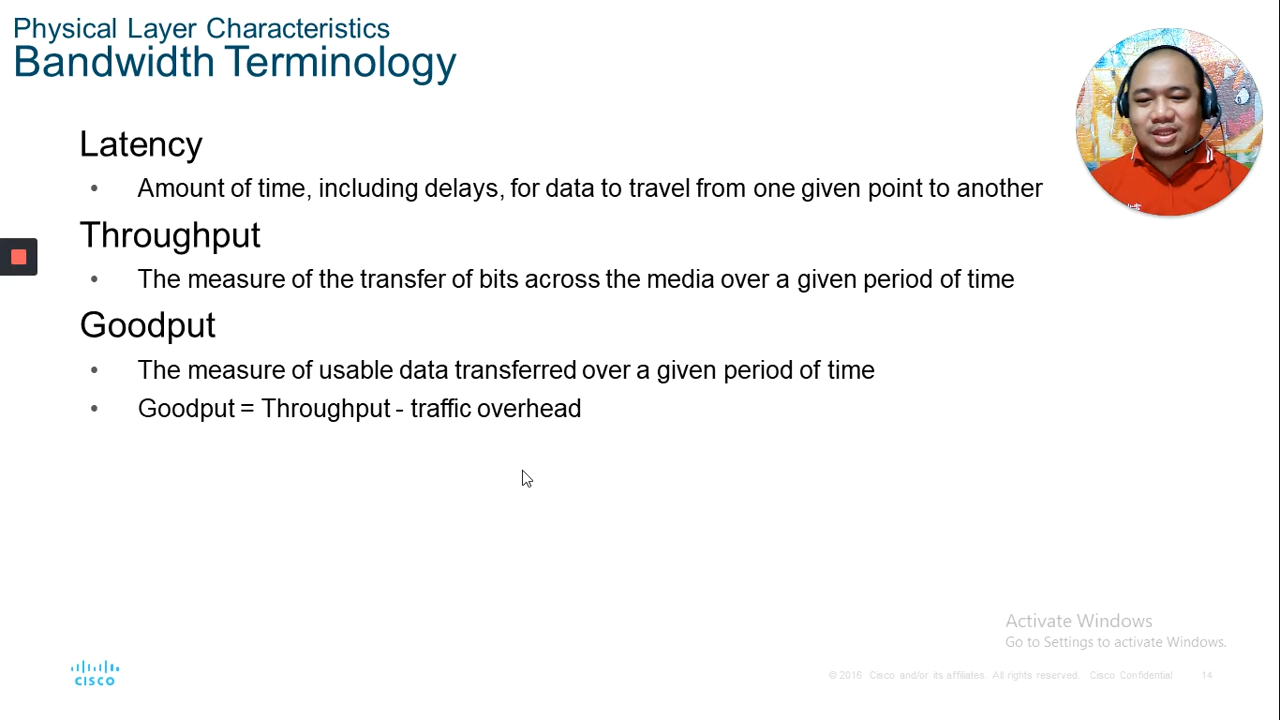 Physical Layer Characteristics
Bandwidth Terminology
Latency
• Amount of time, including delays, for data to travel from one given point to another
Throughput
• The measure of the transfer of bits across the media over a given period of time
Goodput
• The measure of usable data transferred over a given period of time
• Goodput = Throughput - traffic overhead
Activate Windows
Go to Settings to activate Windows.
CISCO
© 2016 Cisco and/or its affiliates. All rights reserved. Cisco Confidential 14